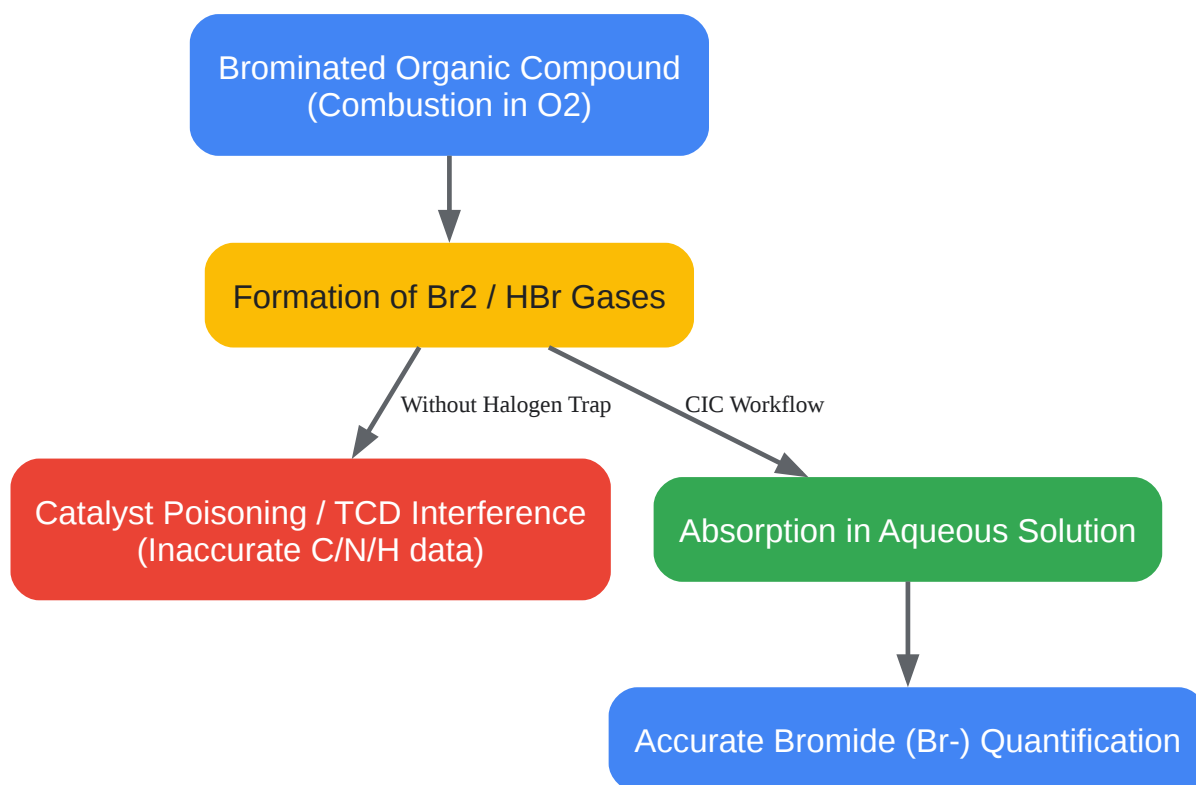 Brominated Organic Compound
(Combustion in O2)
Formation of Br2 / HBr Gases
Without Halogen Trap
CIC Workflow
Catalyst Poisoning / TCD Interference
(Inaccurate C/N/H data)
Absorption in Aqueous Solution
Accurate Bromide (Br-) Quantification